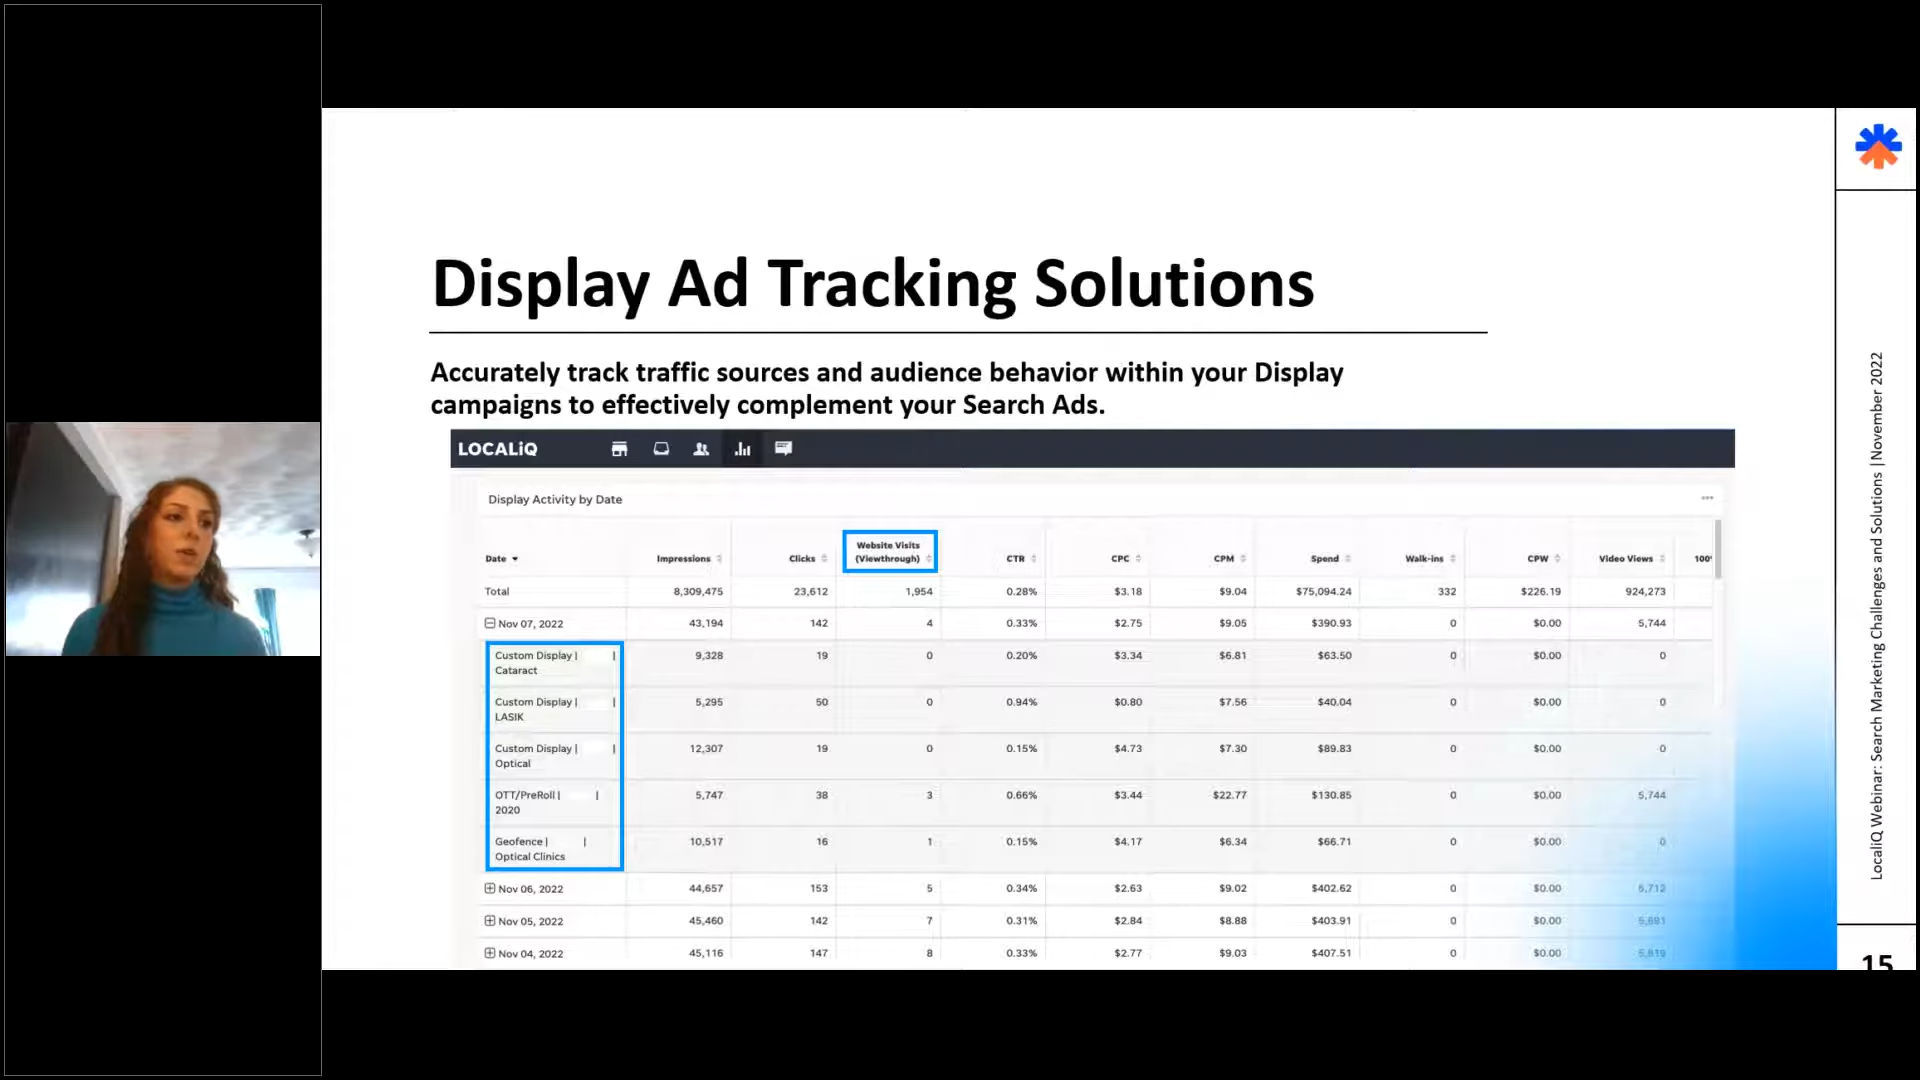 Display Ad Tracking Solutions
Accurately track traffic sources and audience behavior within your Display
campaigns to effectively complement your Search Ads.
LOCALiQ
Display Activity by Date
Date Impressions Clicks Website Visits (Viewthrough) CTR CPC CPM Spend Walk-ins CPW Video Views 100
Total 8,309,475 23,612 1,954 0.28% $3.18 $9.04 $75,094.24 332 $226.19 924,273
Nov 07, 2022 43,194 142 4 0.33% $2.75 $9.05 $390.93 0 $0.00 5,744
Custom Display | | 9,328 19 0 0.20% $3.34 $6.81 $63.50 0 $0.00 0
Cataract
Custom Display | | 5,295 50 0 0.94% $0.80 $7.56 $40.04 0 $0.00 0
LASIK
Custom Display | | 12,307 19 0 0.15% $4.73 $7.30 $89.83 0 $0.00 0
Optical
OTT/PreRoll | | 5,747 38 3 0.66% $3.44 $22.77 $130.85 0 $0.00 5,744
2020
Geofence | | 10,517 16 1 0.15% $4.17 $6.34 $66.71 0 $0.00 0
Optical Clinics
Nov 06, 2022 44,657 153 5 0.34% $2.63 $9.02 $402.62 0 $0.00 5,712
Nov 05, 2022 45,460 142 7 0.31% $2.84 $8.88 $403.91 0 $0.00 5,681
Nov 04, 2022 45,116 147 8 0.33% $2.77 $9.03 $407.51 0 $0.00 5,619
LocaliQ Webinar: Search Marketing Challenges and Solutions | November 2022
15